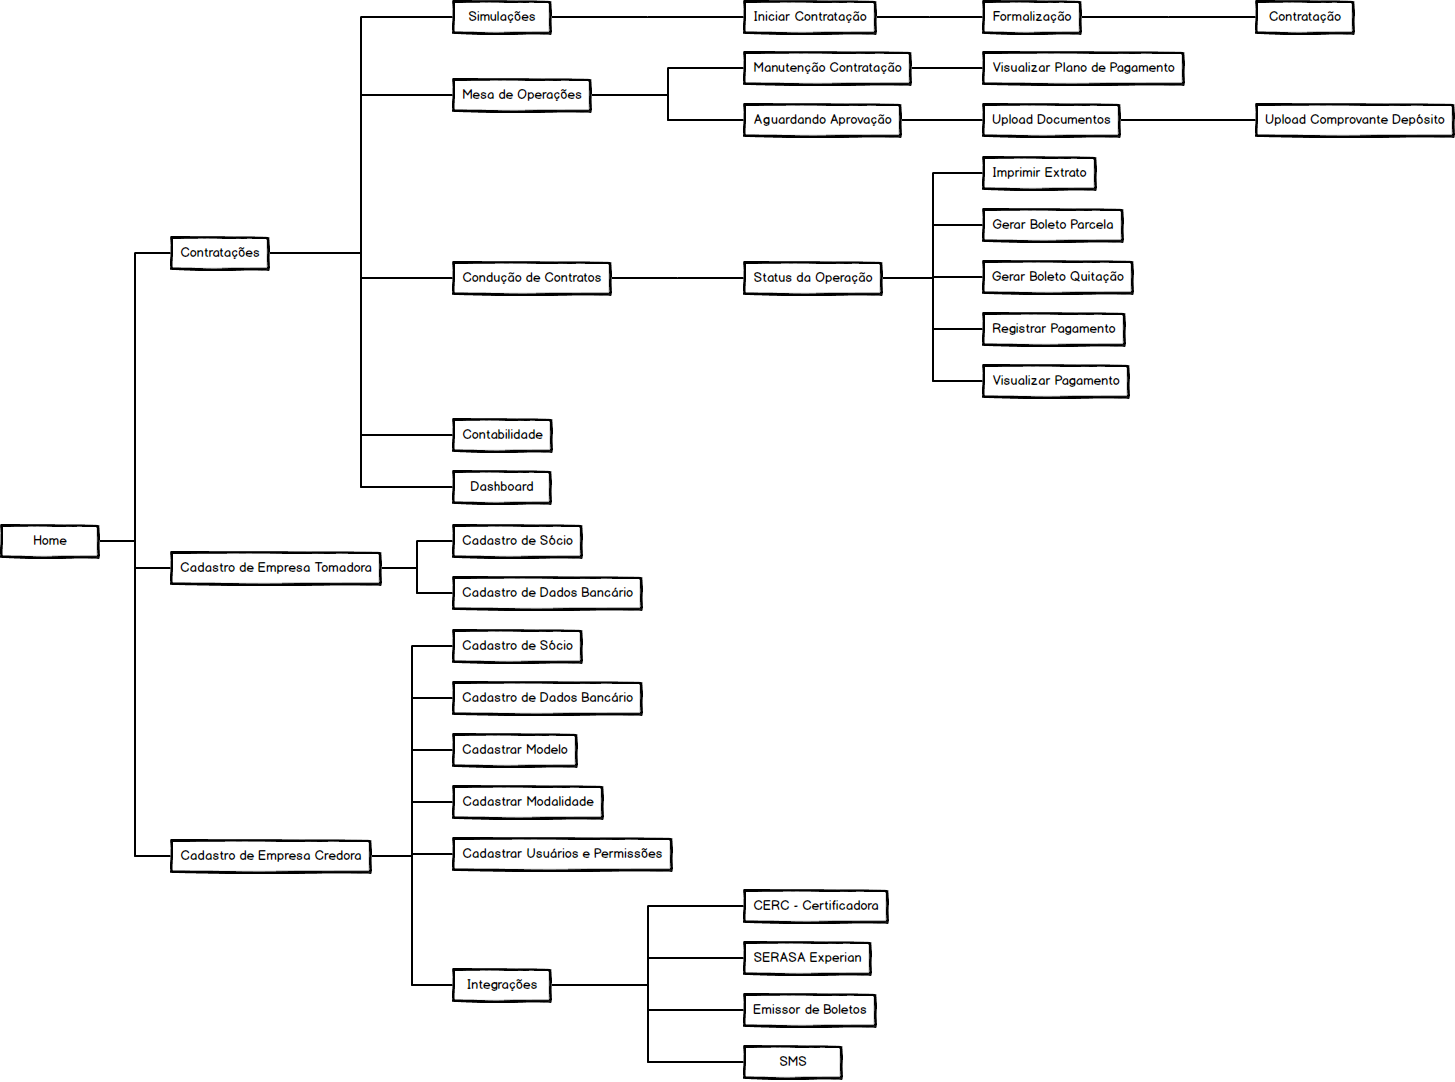 Simulações
Iniciar Contratação
Formalização
Contratação
Mesa de Operações
Manutenção Contratação
Visualizar Plano de Pagamento
Aguardando Aprovação
Upload Documentos
Upload Comprovante Depósito
Imprimir Extrato
Gerar Boleto Parcela
Contratações
Condução de Contratos
Status da Operação
Gerar Boleto Quitação
Registrar Pagamento
Visualizar Pagamento
Contabilidade
Dashboard
Home
Cadastro de Empresa Tomadora
Cadastro de Sócio
Cadastro de Dados Bancário
Cadastro de Sócio
Cadastro de Dados Bancário
Cadastrar Modelo
Cadastrar Modalidade
Cadastro de Empresa Credora
Cadastrar Usuários e Permissões
CERC - Certificadora
SERASA Experian
Integrações
Emissor de Boletos
SMS